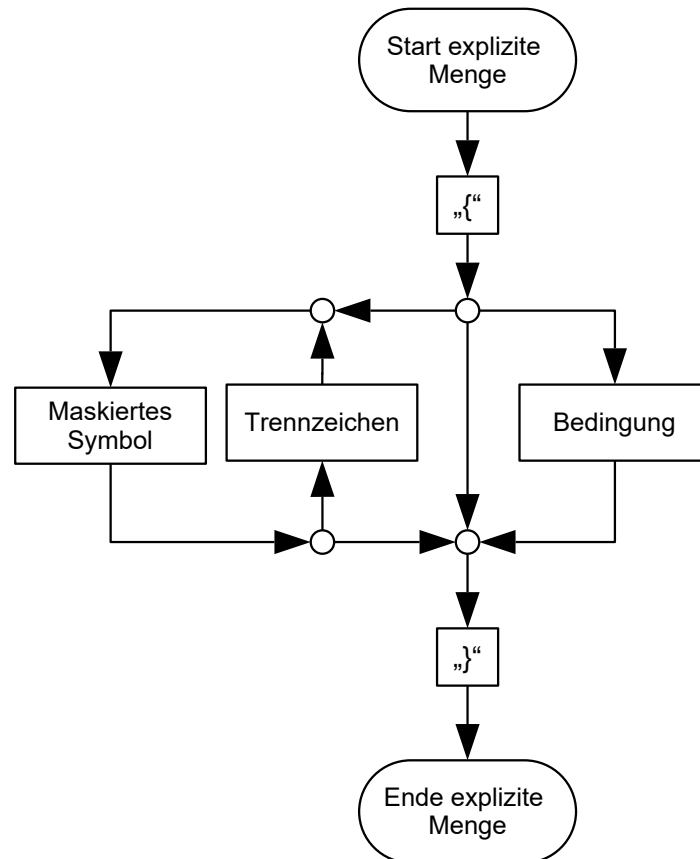 Start explizite
Menge
„{“
Maskiertes
Symbol
Trennzeichen
Bedingung
„}“
Ende explizite
Menge